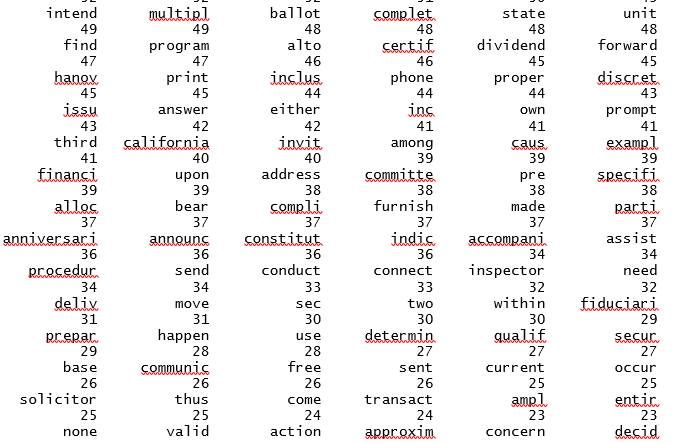 intend multipl ballot complet state unit
49 49 48 48 48 48
find program alto certif dividend forward
47 47 46 46 45 45
hanov print inclus phone proper discret
45 45 44 44 44 43
issu answer either inc own prompt
43 42 42 41 41 41
third california invit among caus exampl
41 40 40 39 39 39
financi upon address committe pre specifi
39 39 38 38 38 38
alloc bear compli furnish made parti
37 37 37 37 37 37
anniversari announc constitut indic accompani assist
36 36 36 36 34 34
procedur send conduct connect inspector need
34 34 33 33 32 32
deliv move sec two within fiduciari
31 31 30 30 30 29
prepar happen use determin qualif secur
29 28 28 27 27 27
base communic free sent current occur
26 26 26 26 25 25
solicitor thus come transact ampl entir
25 25 24 24 23 23
none valid action approxim concern decid